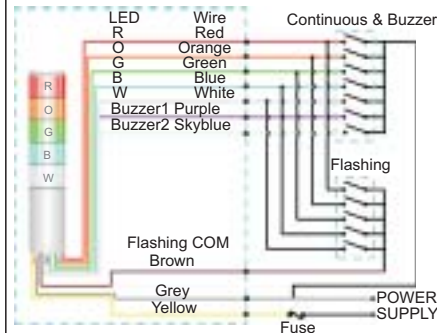 LED Wire
R Red
O Orange
G Green
B Blue
W White
Buzzer1 Purple
Buzzer2 Skyblue
Continuous & Buzzer
R
O
G
B
W
Flashing
Flashing COM
Brown
Grey
Yellow
POWER
SUPPLY
Fuse